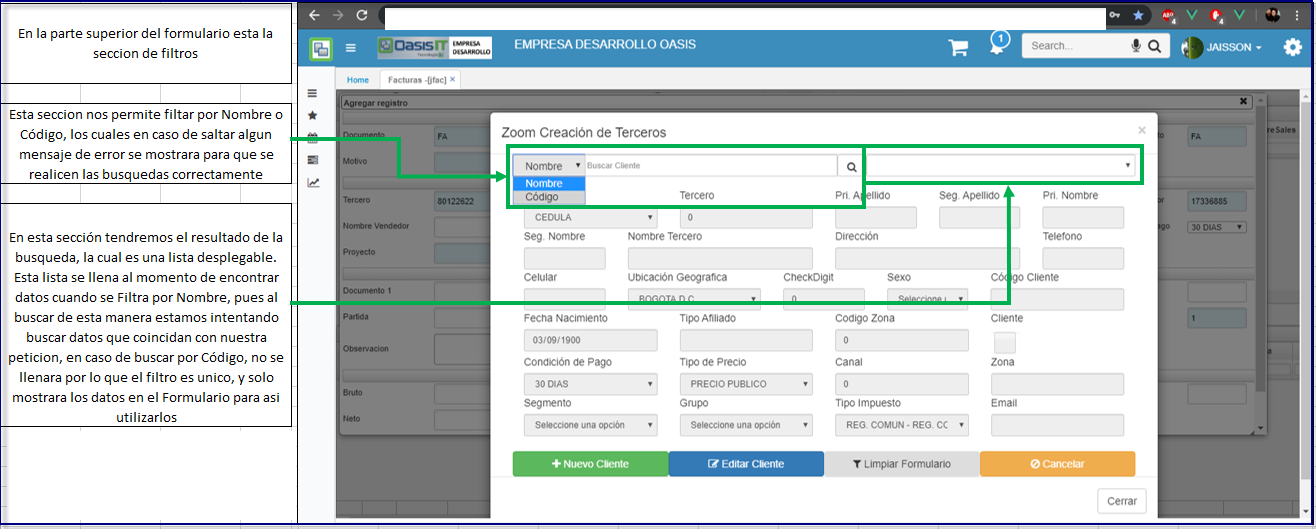 En la parte superior del formulario esta la
seccion de filtros
Esta seccion nos permite filtar por Nombre o
Código, los cuales en caso de saltar algun
mensaje de error se mostrara para que se
realicen las busquedas correctamente
En esta sección tendremos el resultado de la
busqueda, la cual es una lista desplegable.
Esta lista se llena al momento de encontrar
datos cuando se Filtra por Nombre, pues al
buscar de esta manera estamos intentando
buscar datos que coincidan con nuestra
peticion, en caso de buscar por Código, no se
llenara por lo que el filtro es unico, y solo
mostrara los datos en el Formulario para asi
utilizarlos
ABP 4 4
OasisIT EMPRESA DESARROLLO
EMPRESA DESARROLLO OASIS
1
Search...
JAISSON
Home Facturas -[jfac] ×
Agregar registro
Documento FA FA
Motivo
Tercero 80122622 17336885
Nombre Vendedor 30 DIAS
Proyecto
Documento 1
Partida 1
Observacion
Bruto
Neto
re Sales
Zoom Creación de Terceros ×
Nombre Buscar Cliente
Nombre
Código
Tercero Pri. Apellido Seg. Apellido Pri. Nombre
CEDULA 0
Seg. Nombre Nombre Tercero Dirección Telefono
Celular Ubicación Geografica CheckDigit Sexo Código Cliente
BOGOTA D.C. 0 Seleccione
Fecha Nacimiento Tipo Afiliado Codigo Zona Cliente
03/09/1900 0
Condición de Pago Tipo de Precio Canal Zona
30 DIAS PRECIO PUBLICO 0
Segmento Grupo Tipo Impuesto Email
Seleccione una opción Seleccione una opción REG. COMUN - REG. CC
Nuevo Cliente Editar Cliente Limpiar Formulario Cancelar
Cerrar